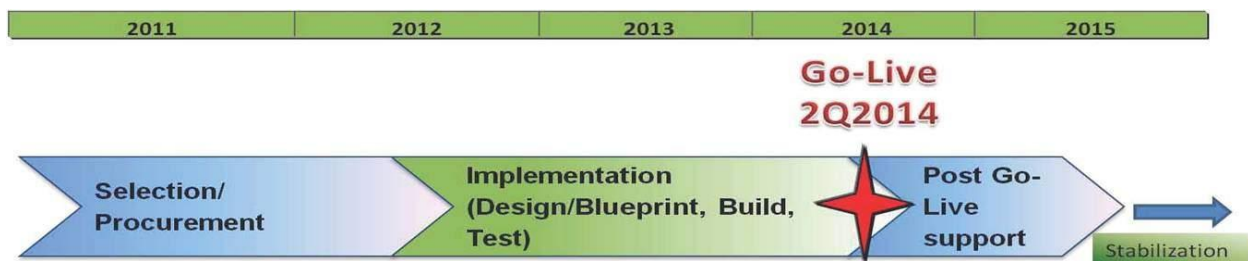 2011 2012 2013 2014 2015
Go-Live
2Q2014
Selection/
Procurement
Implementation
(Design/Blueprint, Build,
Test)
Post Go-
Live
support
Stabilization